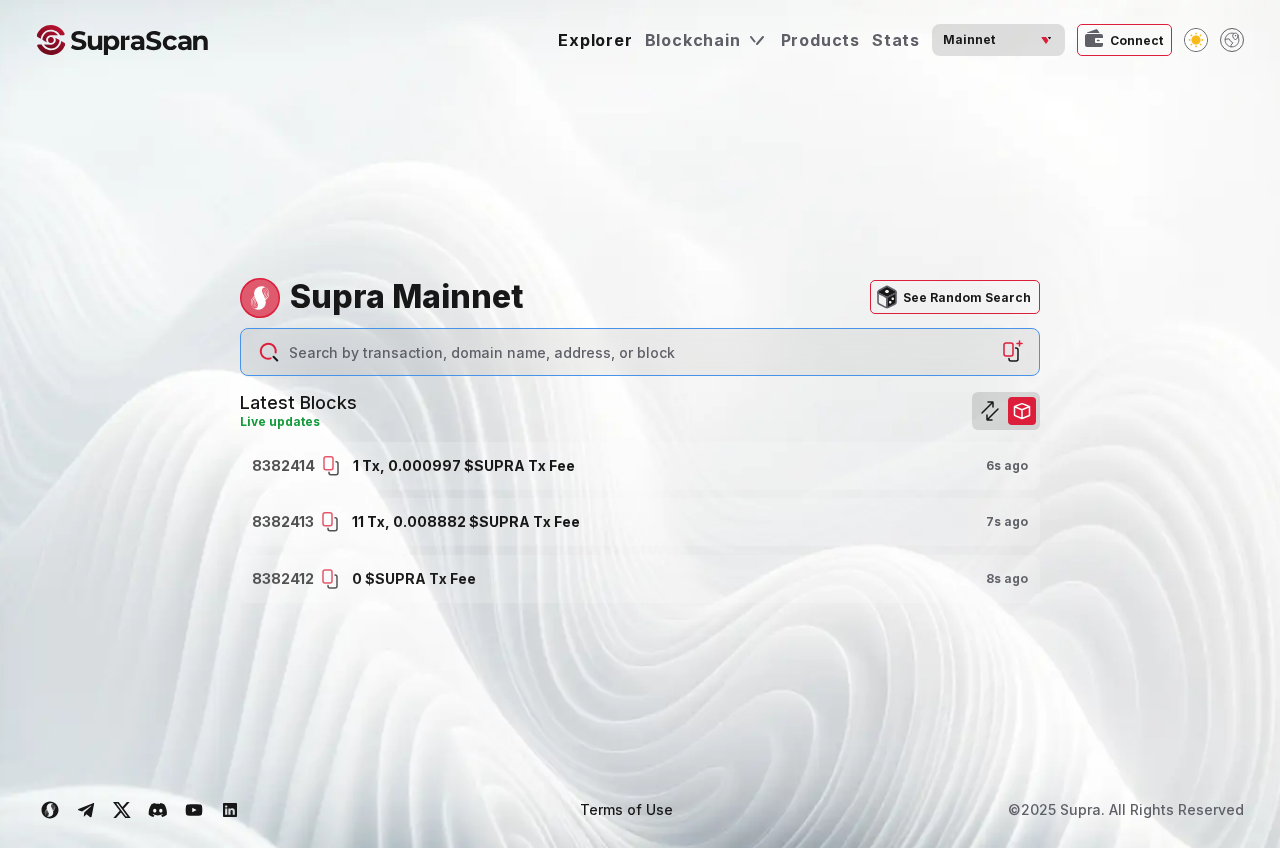 SupraScan
Explorer Blockchain Products Stats Mainnet Connect
Supra Mainnet
See Random Search
Search by transaction, domain name, address, or block
Latest Blocks
Live updates
8382414 1 Tx, 0.000997 $SUPRA Tx Fee 6s ago
8382413 11 Tx, 0.008882 $SUPRA Tx Fee 7s ago
8382412 0 $SUPRA Tx Fee 8s ago
Terms of Use
©2025 Supra. All Rights Reserved